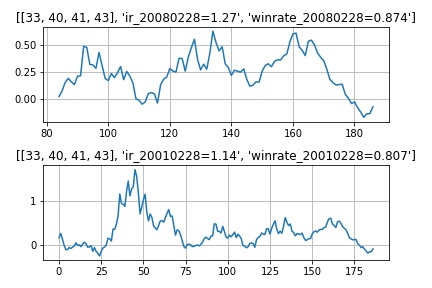 [[33, 40, 41, 43], 'ir_20080228=1.27', 'winrate_20080228=0.874']
0.50
0.25
0.00
80 100 120 140 160 180
[[33, 40, 41, 43], 'ir_20010228=1.14', 'winrate_20010228=0.807']
1
0
0 25 50 75 100 125 150 175